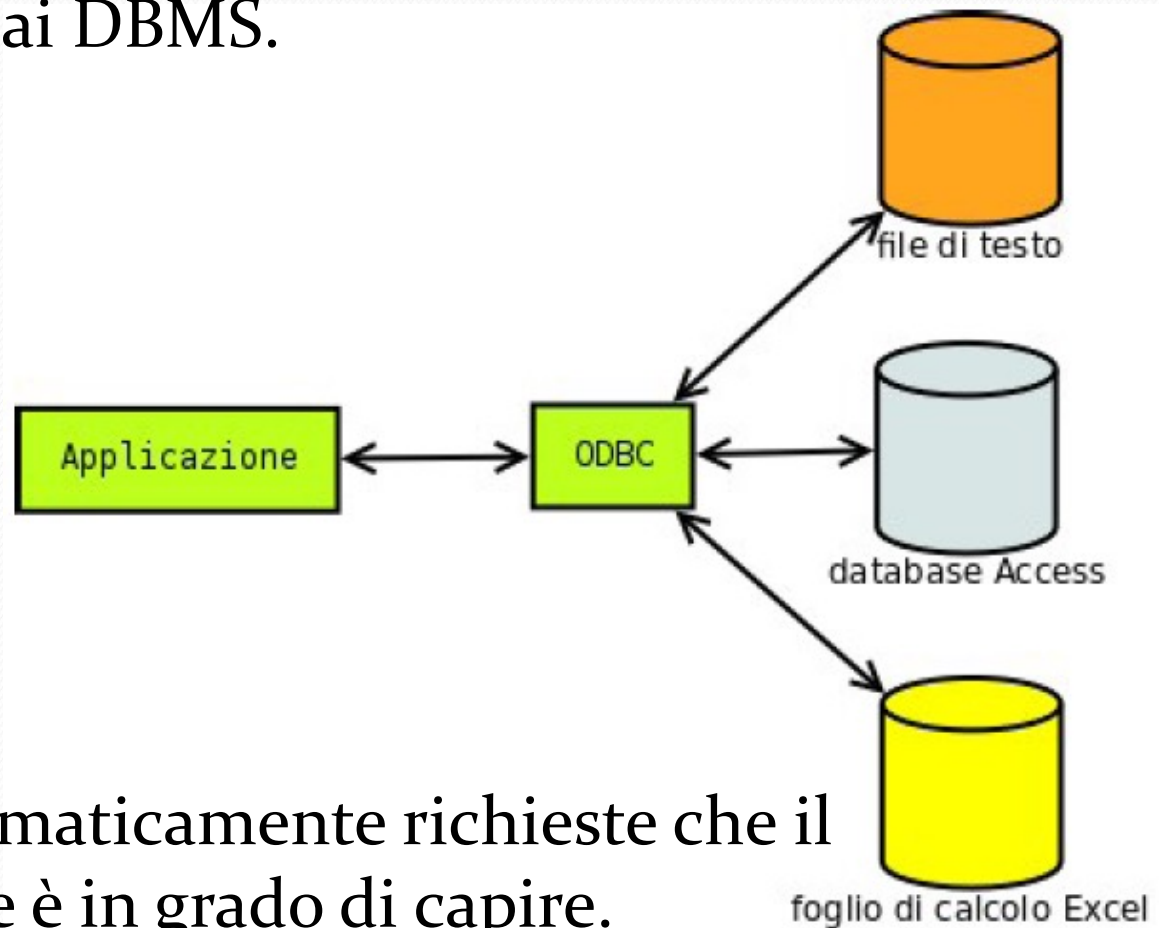 ai DBMS.
file di testo
Applicazione
ODBC
database Access
maticamente richieste che il
e è in grado di capire.
foglio di calcolo Excel